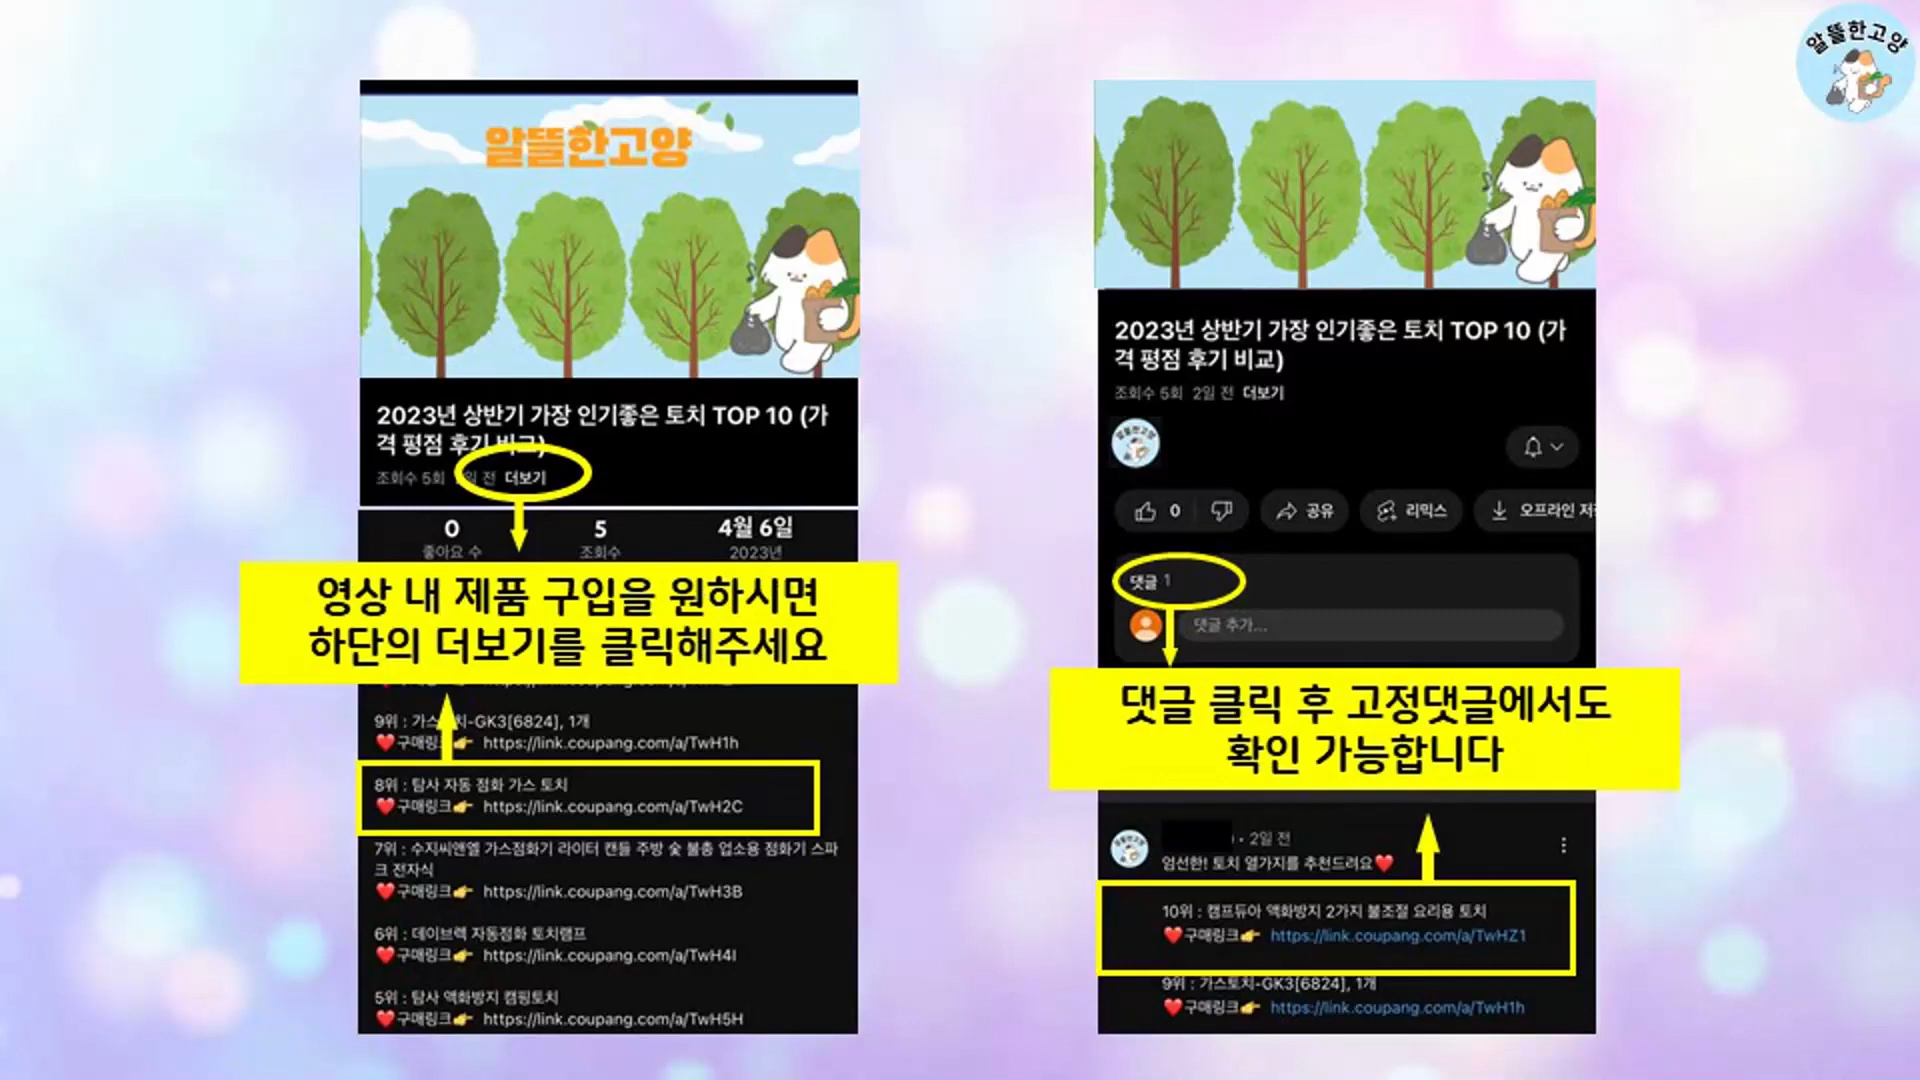 알뜰한고양
알뜰한고양
2023년 상반기 가장 인기좋은 토치 TOP 10 (가
격 평점 후기 비교)
조회수 5회 2일 전 더보기
0
좋아요 수
5
조회수
4월 6일
2023년
영상 내 제품 구입을 원하시면
하단의 더보기를 클릭해주세요
9위 : 가스토치-GK3[6824], 1개
❤️구매링크👉 https://link.coupang.com/a/TwH1h
8위 : 탐사 자동 점화 가스 토치
❤️구매링크👉 https://link.coupang.com/a/TwH2C
7위 : 수지씨앤엘 가스점화기 라이터 캔들 주방 숯 불총 업소용 점화기 스파
크 전자식
❤️구매링크👉 https://link.coupang.com/a/TwH3B
6위 : 데이브렉 자동점화 토치램프
❤️구매링크👉 https://link.coupang.com/a/TwH4I
5위 : 탐사 액화방지 캠핑토치
❤️구매링크👉 https://link.coupang.com/a/TwH5H
2023년 상반기 가장 인기좋은 토치 TOP 10 (가
격 평점 후기 비교)
조회수 5회 2일 전 더보기
알뜰한고양
0
공유
리믹스
오프라인 저
댓글 1
댓글 추가...
댓글 클릭 후 고정댓글에서도
확인 가능합니다
알뜰한고양
• 2일 전
엄선한! 토치 열가지를 추천드려요❤️
10위 : 캠프듀아 액화방지 2가지 불조절 요리용 토치
❤️구매링크👉 https://link.coupang.com/a/TwHZ1
9위 : 가스토치-GK3[6824], 1개
❤️구매링크👉 https://link.coupang.com/a/TwH1h